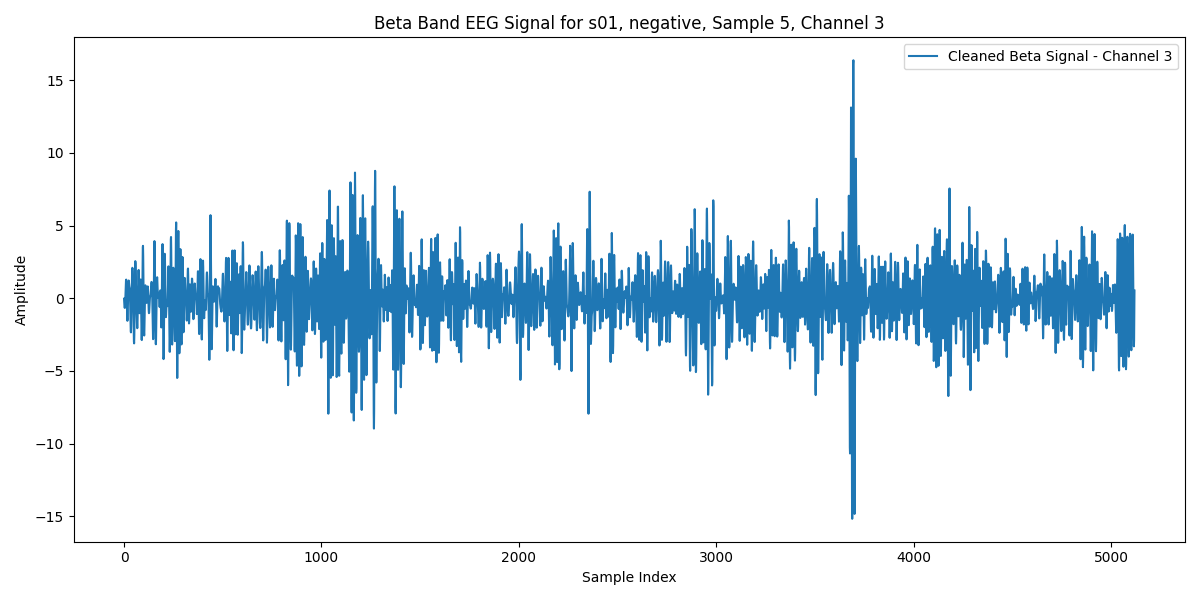 Beta Band EEG Signal for s01, negative, Sample 5, Channel 3
Cleaned Beta Signal - Channel 3
15
10
5
0
−5
−10
−15
Amplitude
0 1000 2000 3000 4000 5000
Sample Index